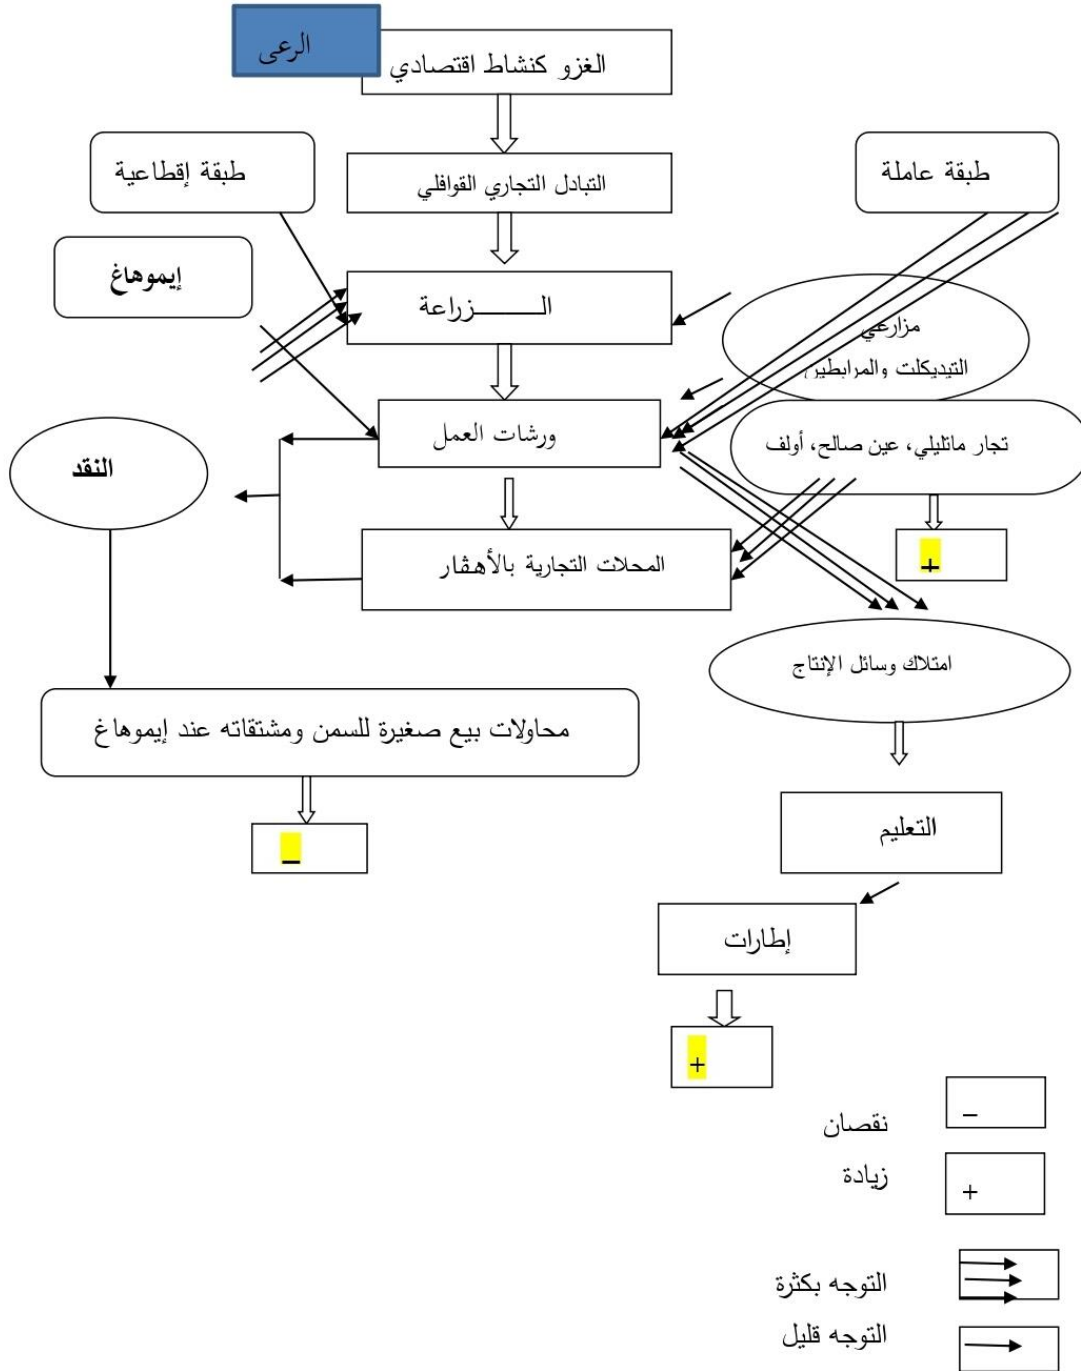 الرعى
الغزو كنشاط اقتصادي
طبقة إقطاعية
التبادل التجاري القوافلي
طبقة عاملة
إيموهاغ
الـــــــــزراعة
مزارعي
التيديكلت والمرابطين
ورشات العمل
تجار ماتليلي، عين صالح، أولف
النقد
المحلات التجارية بالأهڤار
+
امتلاك وسائل الإنتاج
محاولات بيع صغيرة للسمن ومشتقاته عند إيموهاغ
–
التعليم
إطارات
+
نقصان –
زيادة +
التوجه بكثرة
التوجه قليل